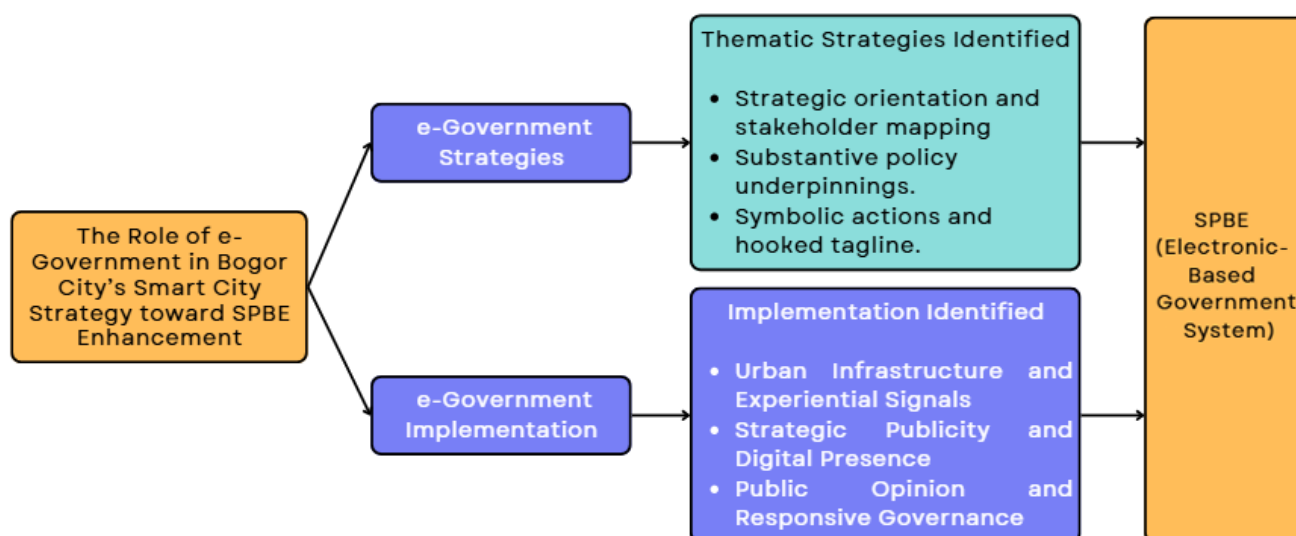 The Role of e-
Government in Bogor
City's Smart City
Strategy toward SPBE
Enhancement
e-Government
Strategies
Thematic Strategies Identified
• Strategic orientation and
stakeholder mapping
• Substantive policy
underpinnings.
• Symbolic actions and
hooked tagline.
e-Government
Implementation
Implementation Identified
• Urban Infrastructure and
Experiential Signals
• Strategic Publicity and
Digital Presence
• Public Opinion and
Responsive Governance
SPBE
(Electronic-
Based
Government
System)